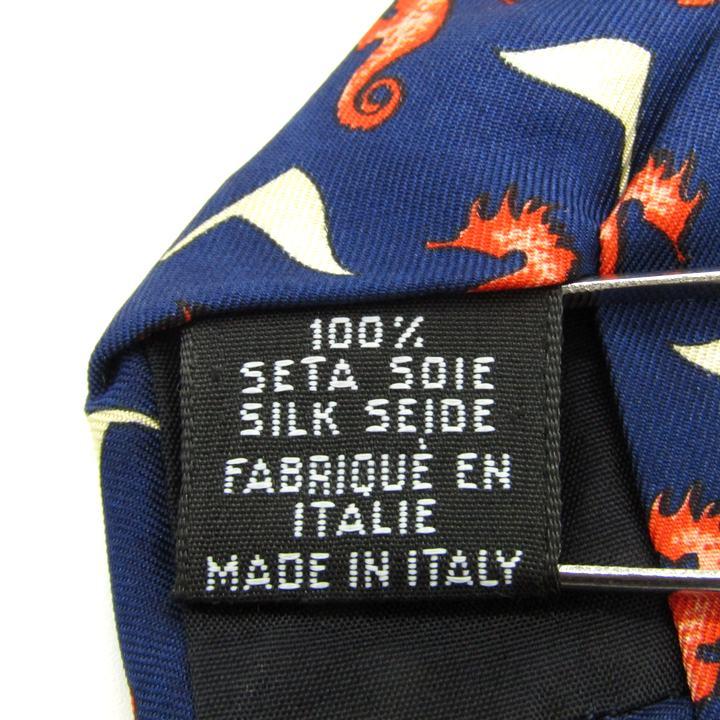 100%
SETA SOIE
SILK SEIDE
FABRIQUÉ EN
ITALIE
MADE IN ITALY